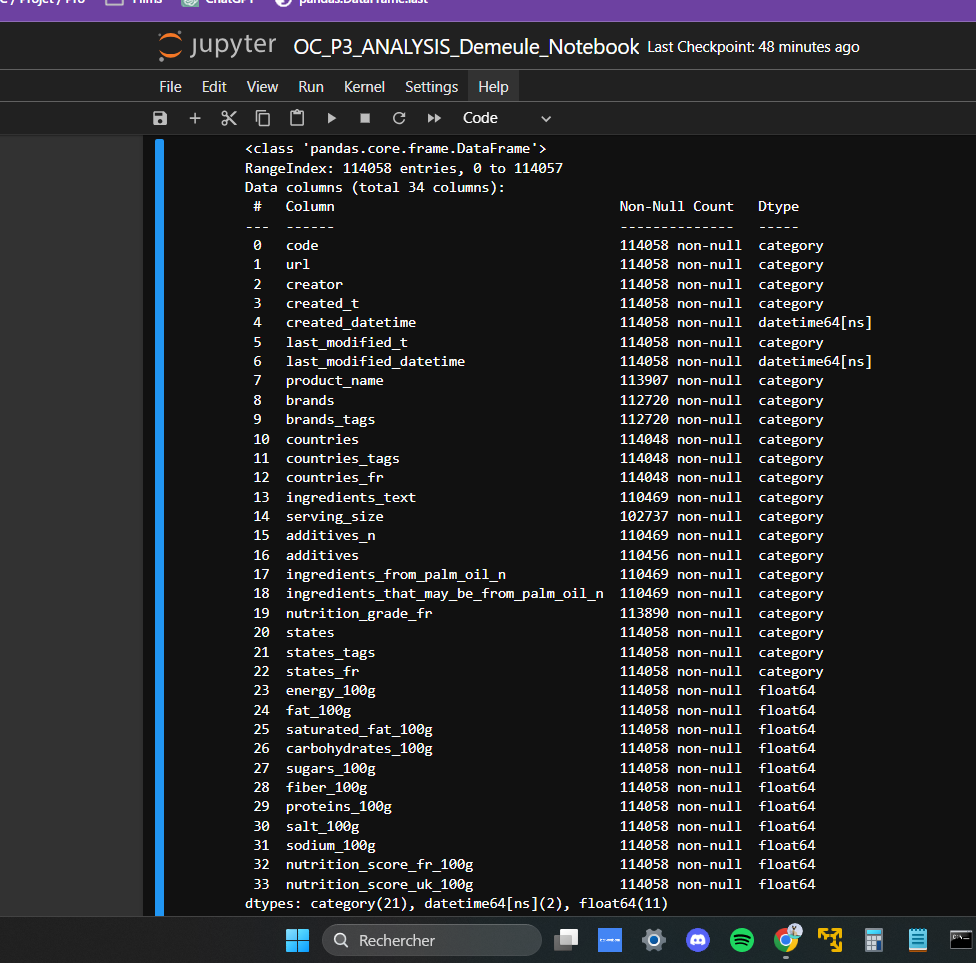 e / Projet / Pro Films ChatGPT pandas.DataFrame.last
jupyter OC_P3_ANALYSIS_Demeule_Notebook Last Checkpoint: 48 minutes ago
File Edit View Run Kernel Settings Help
Code
<class 'pandas.core.frame.DataFrame'>
RangeIndex: 114058 entries, 0 to 114057
Data columns (total 34 columns):
 #   Column                                   Non-Null Count   Dtype
---  ------                                   --------------   -----
 0   code                                     114058 non-null  category
 1   url                                      114058 non-null  category
 2   creator                                  114058 non-null  category
 3   created_t                                114058 non-null  category
 4   created_datetime                         114058 non-null  datetime64[ns]
 5   last_modified_t                          114058 non-null  category
 6   last_modified_datetime                   114058 non-null  datetime64[ns]
 7   product_name                             113907 non-null  category
 8   brands                                   112720 non-null  category
 9   brands_tags                              112720 non-null  category
 10  countries                                114048 non-null  category
 11  countries_tags                           114048 non-null  category
 12  countries_fr                             114048 non-null  category
 13  ingredients_text                         110469 non-null  category
 14  serving_size                             102737 non-null  category
 15  additives_n                              110469 non-null  category
 16  additives                                110456 non-null  category
 17  ingredients_from_palm_oil_n              110469 non-null  category
 18  ingredients_that_may_be_from_palm_oil_n  110469 non-null  category
 19  nutrition_grade_fr                       113890 non-null  category
 20  states                                   114058 non-null  category
 21  states_tags                              114058 non-null  category
 22  states_fr                                114058 non-null  category
 23  energy_100g                              114058 non-null  float64
 24  fat_100g                                 114058 non-null  float64
 25  saturated_fat_100g                       114058 non-null  float64
 26  carbohydrates_100g                       114058 non-null  float64
 27  sugars_100g                              114058 non-null  float64
 28  fiber_100g                               114058 non-null  float64
 29  proteins_100g                            114058 non-null  float64
 30  salt_100g                                114058 non-null  float64
 31  sodium_100g                              114058 non-null  float64
 32  nutrition_score_fr_100g                  114058 non-null  float64
 33  nutrition_score_uk_100g                  114058 non-null  float64
dtypes: category(21), datetime64[ns](2), float64(11)
Rechercher